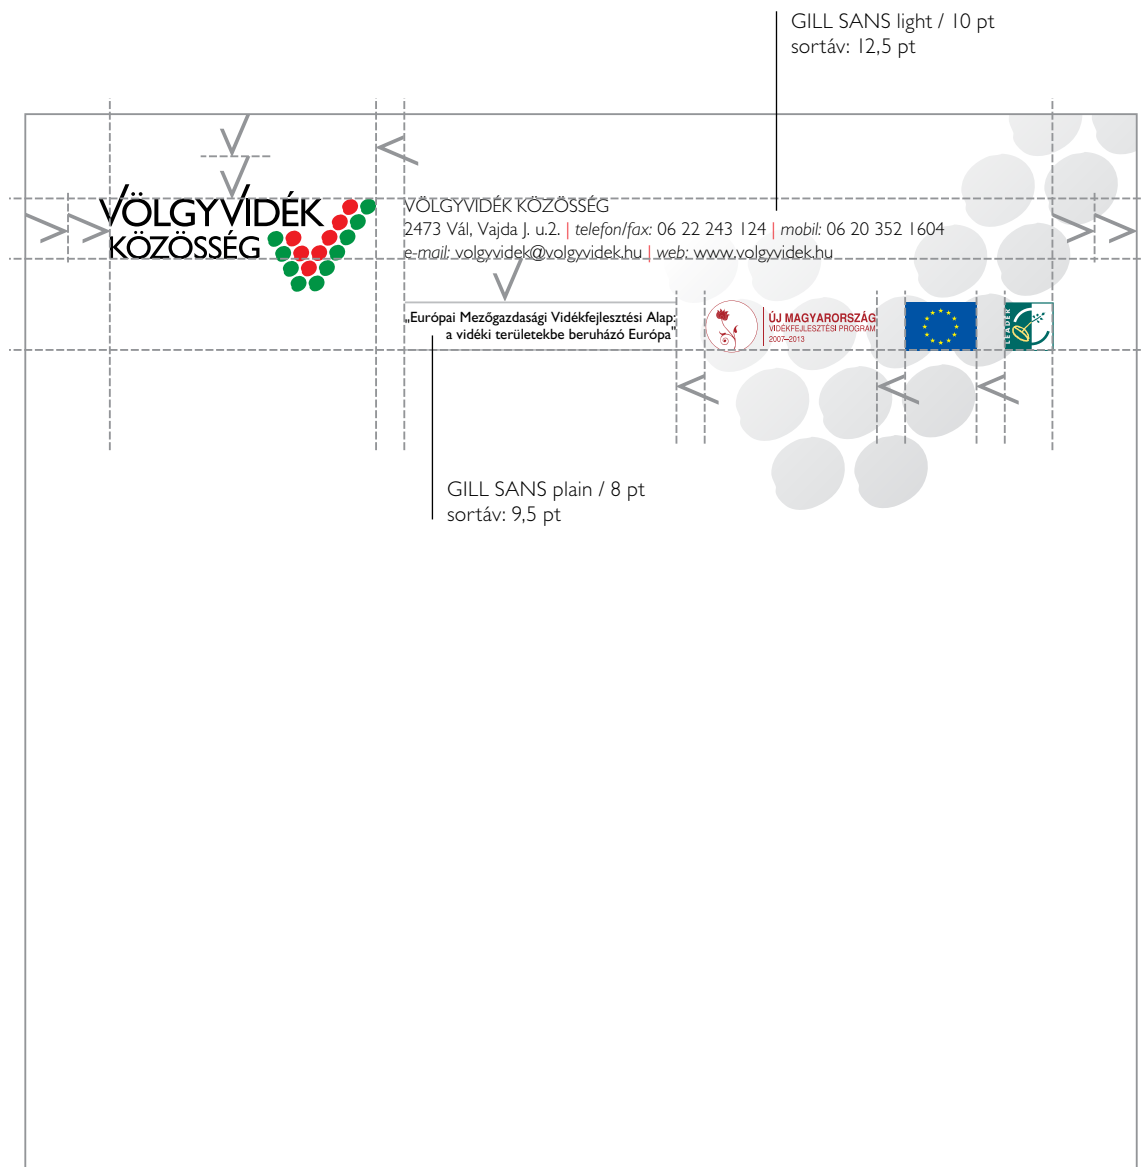 GILL SANS light / 10 pt
sortáv: 12,5 pt
VÖLGYVIDÉK
KÖZÖSSÉG
VÖLGYVIDÉK KÖZÖSSÉG
2473 Vál, Vajda J. u.2. | telefon/fax: 06 22 243 124 | mobil: 06 20 352 1604
e-mail: volgyvidek@volgyvidek.hu | web: www.volgyvidek.hu
„Európai Mezőgazdasági Vidékfejlesztési Alap:
a vidéki területekbe beruházó Európa"
ÚJ MAGYARORSZÁG
VIDÉKFEJLESZTÉSI PROGRAM
2007–2013
LEADER
GILL SANS plain / 8 pt
sortáv: 9,5 pt